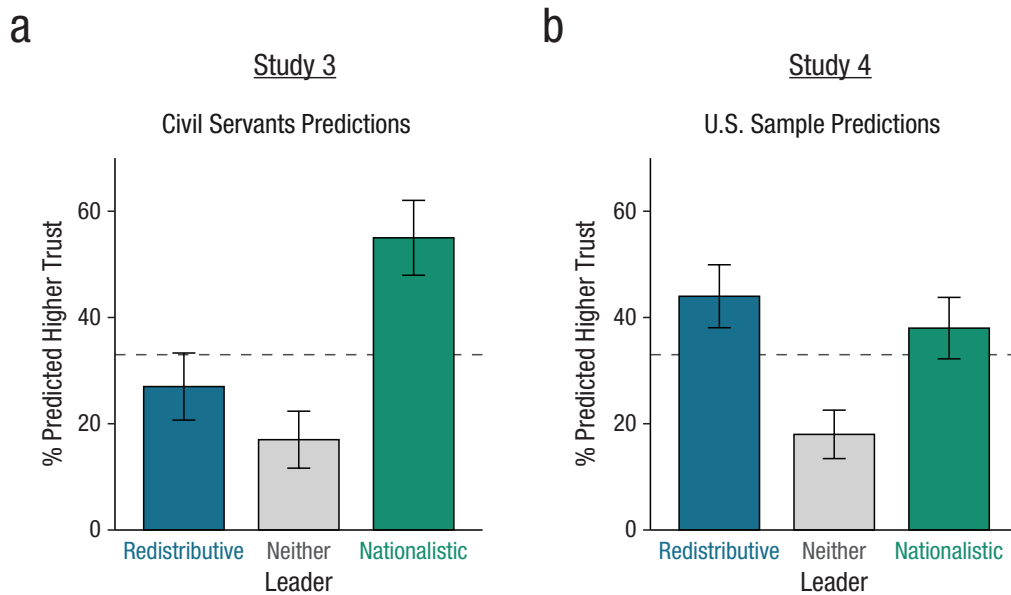 a
Study 3
Civil Servants Predictions
% Predicted Higher Trust
60
40
20
0
Redistributive Neither Nationalistic
Leader
b
Study 4
U.S. Sample Predictions
% Predicted Higher Trust
60
40
20
0
Redistributive Neither Nationalistic
Leader